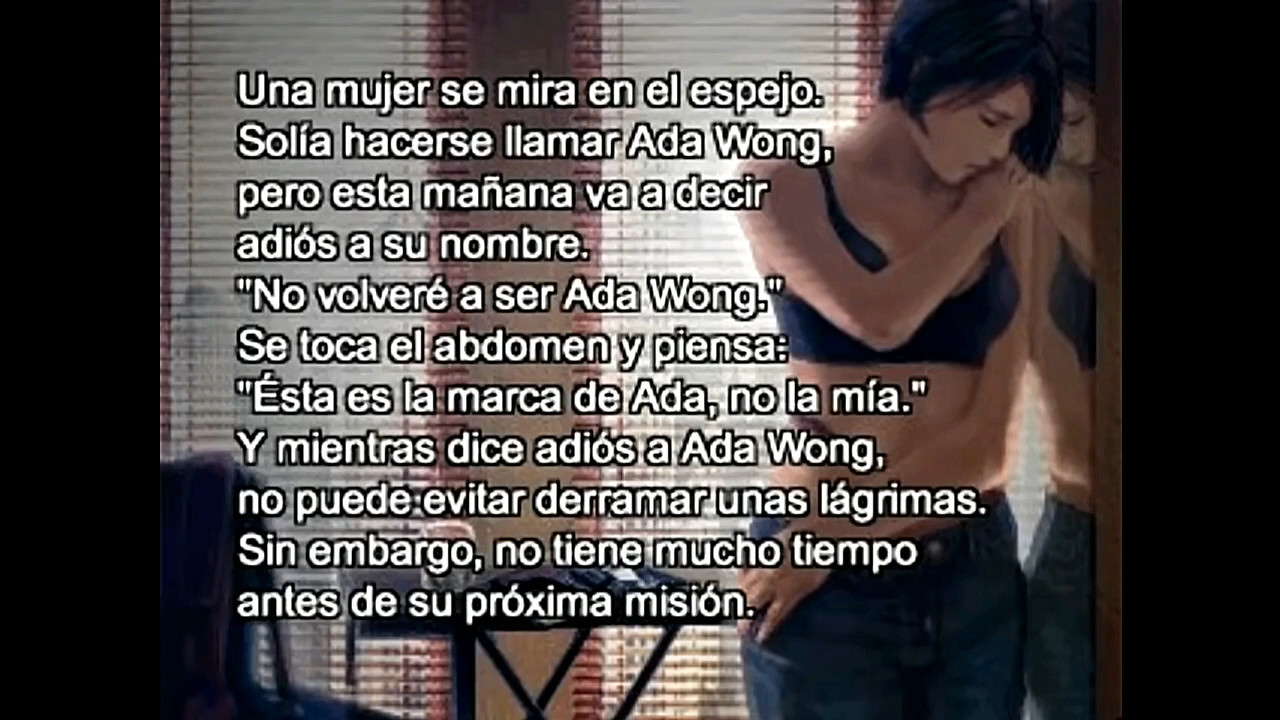 Una mujer se mira en el espejo.
Solía hacerse llamar Ada Wong,
pero esta mañana va a decir
adiós a su nombre.
"No volveré a ser Ada Wong."
Se toca el abdomen y piensa:
"Ésta es la marca de Ada, no la mía."
Y mientras dice adiós a Ada Wong,
no puede evitar derramar unas lágrimas.
Sin embargo, no tiene mucho tiempo
antes de su próxima misión.